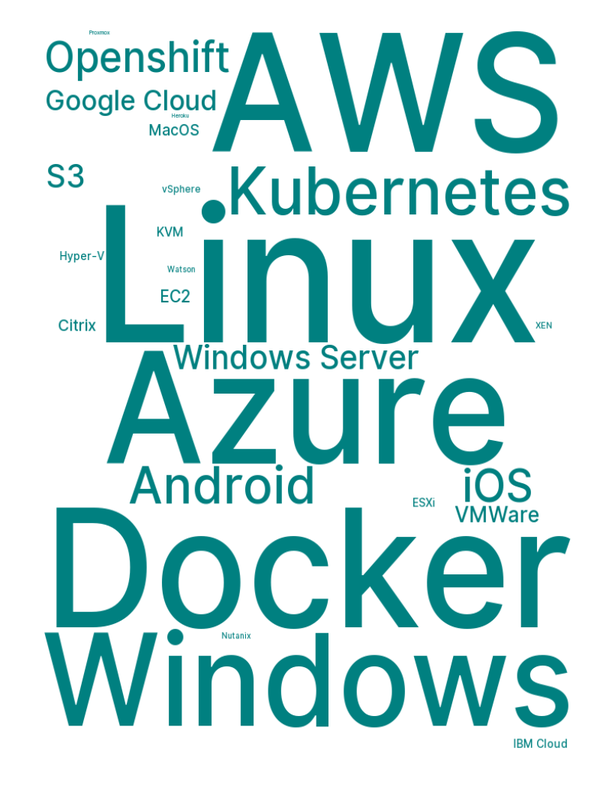 Proxmox
Openshift
AWS
Google Cloud
Heroku
MacOS
S3
vSphere
Kubernetes
Linux
KVM
Hyper-V
Watson
EC2
Citrix
XEN
Windows Server
Azure
Android
iOS
ESXi
VMWare
Docker
Nutanix
Windows
IBM Cloud